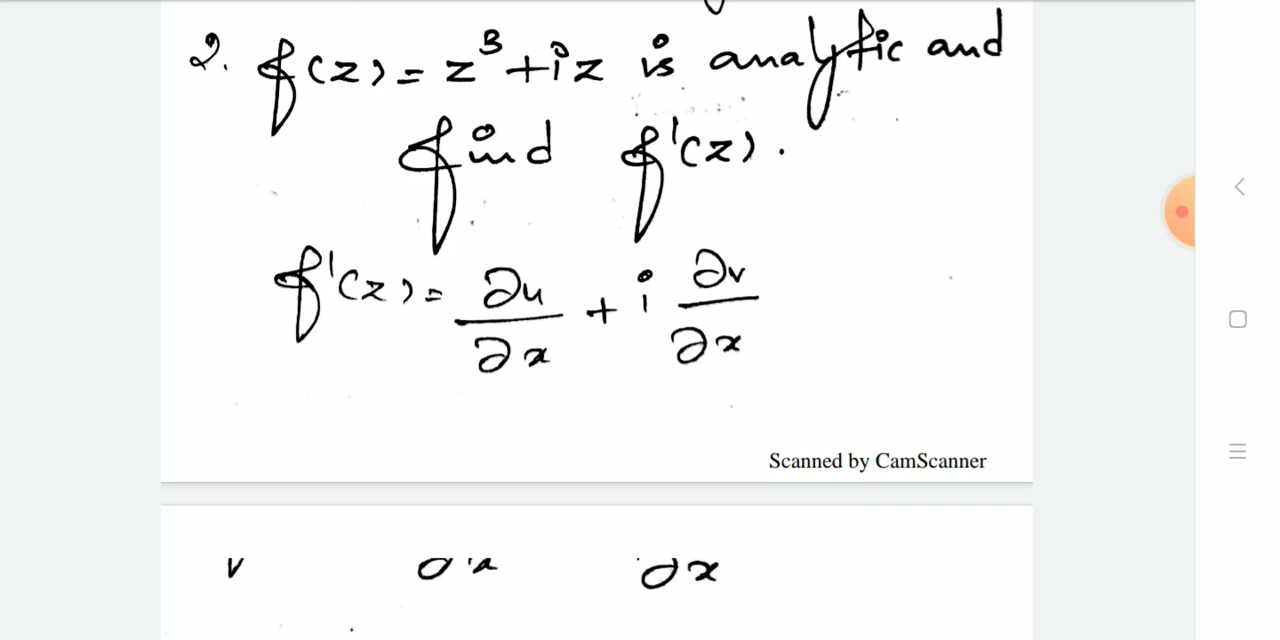 2. f(z) = z³ + iz is analytic and
find f'(z).
f'(z) = ∂u/∂x + i ∂v/∂x
Scanned by CamScanner
∂x